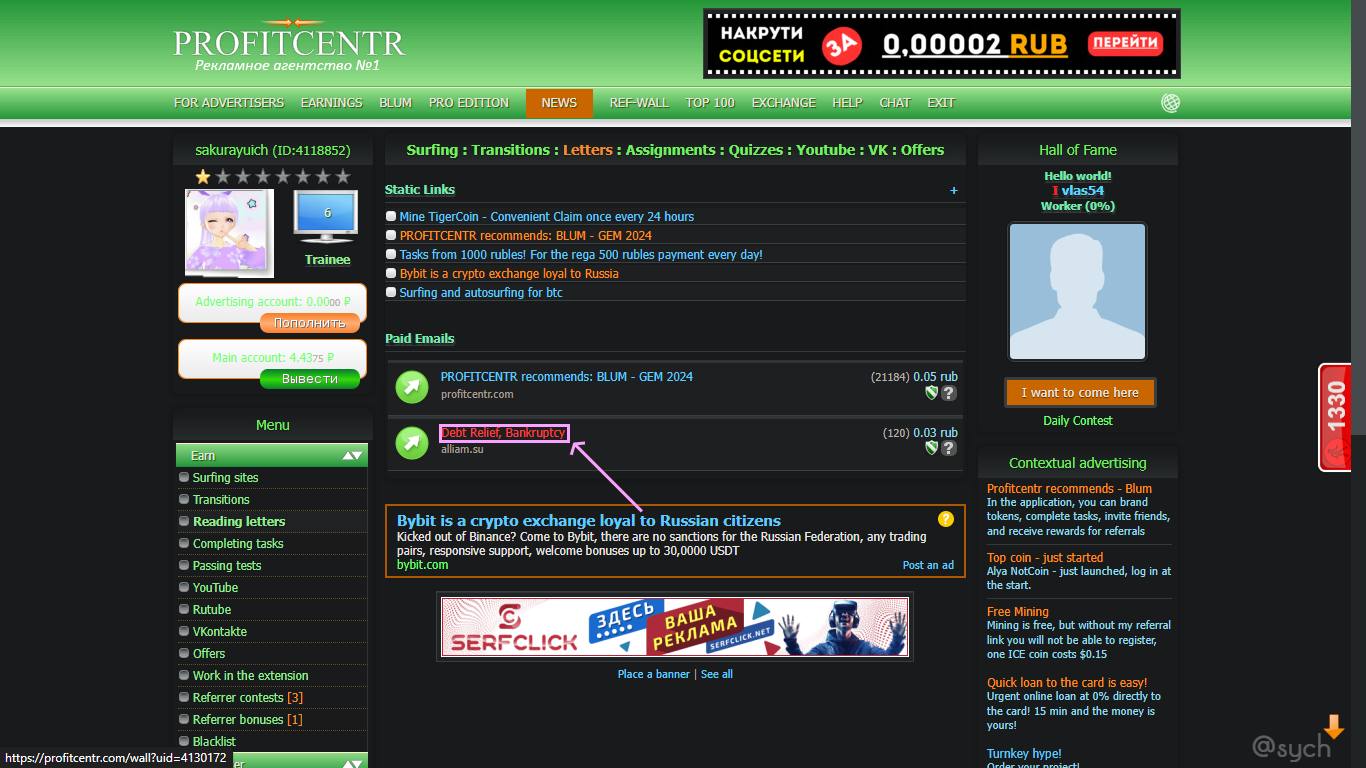 PROFITCENTR
Рекламное агентство №1
НАКРУТИ
СОЦСЕТИ
ЗА
0,00002 RUB
ПЕРЕЙТИ
FOR ADVERTISERS EARNINGS BLUM PRO EDITION NEWS REF-WALL TOP 100 EXCHANGE HELP CHAT EXIT
sakurayuich (ID:4118852)
6
Trainee
Advertising account: 0.0000 ₽
Пополнить
Main account: 4.4375 ₽
Вывести
Menu
Earn
Surfing sites
Transitions
Reading letters
Completing tasks
Passing tests
YouTube
Rutube
VKontakte
Offers
Work in the extension
Referrer contests [3]
Referrer bonuses [1]
Blacklist
er
https://profitcentr.com/wall?uid=4130172
Surfing : Transitions : Letters : Assignments : Quizzes : Youtube : VK : Offers
Static Links +
Mine TigerCoin - Convenient Claim once every 24 hours
PROFITCENTR recommends: BLUM - GEM 2024
Tasks from 1000 rubles! For the rega 500 rubles payment every day!
Bybit is a crypto exchange loyal to Russia
Surfing and autosurfing for btc
Paid Emails
PROFITCENTR recommends: BLUM - GEM 2024 (21184) 0.05 rub
profitcentr.com ?
Debt Relief, Bankruptcy (120) 0.03 rub
alliam.su ?
Bybit is a crypto exchange loyal to Russian citizens ?
Kicked out of Binance? Come to Bybit, there are no sanctions for the Russian Federation, any trading
pairs, responsive support, welcome bonuses up to 30,0000 USDT
bybit.com Post an ad
SERFCLICK
ЗДЕСЬ
ВАША
РЕКЛАМА
SERFCLICK.NET
Place a banner | See all
Hall of Fame
Hello world!
I vlas54
Worker (0%)
I want to come here
Daily Contest
Contextual advertising
Profitcentr recommends - Blum
In the application, you can brand
tokens, complete tasks, invite friends,
and receive rewards for referrals
Top coin - just started
Alya NotCoin - just launched, log in at
the start.
Free Mining
Mining is free, but without my referral
link you will not be able to register,
one ICE coin costs $0.15
Quick loan to the card is easy!
Urgent online loan at 0% directly to
the card! 15 min and the money is
yours!
Turnkey hype!
Order your project!
1330
@sych